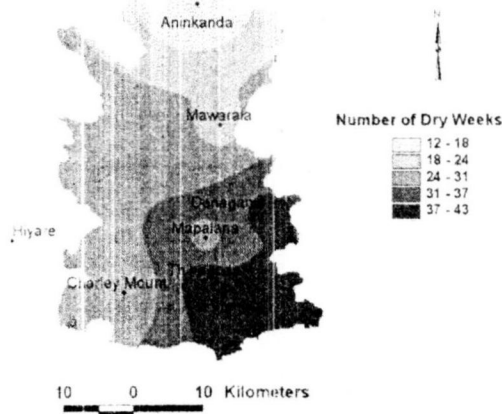 Aninkanda
N
Mawarala
Number of Dry Weeks
12 - 18
18 - 24
24 - 31
31 - 37
37 - 43
Mapalana
Hiyare
Charley Mount
10 0 10 Kilometers